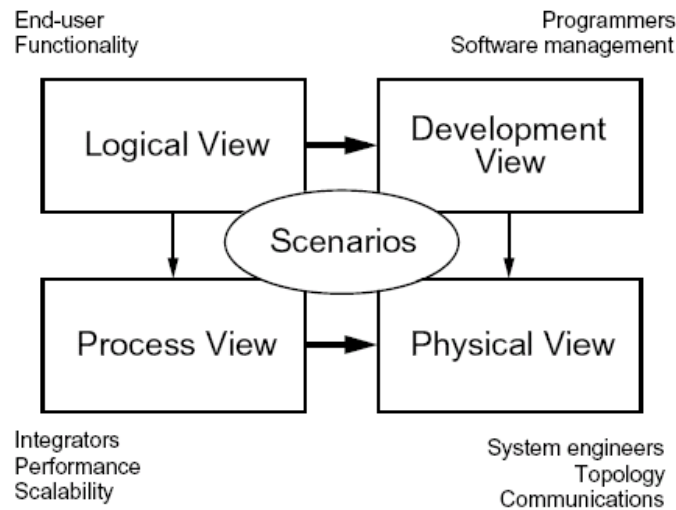 End-user
Functionality
Programmers
Software management
Logical View
Development
View
Scenarios
Process View
Physical View
Integrators
Performance
Scalability
System engineers
Topology
Communications